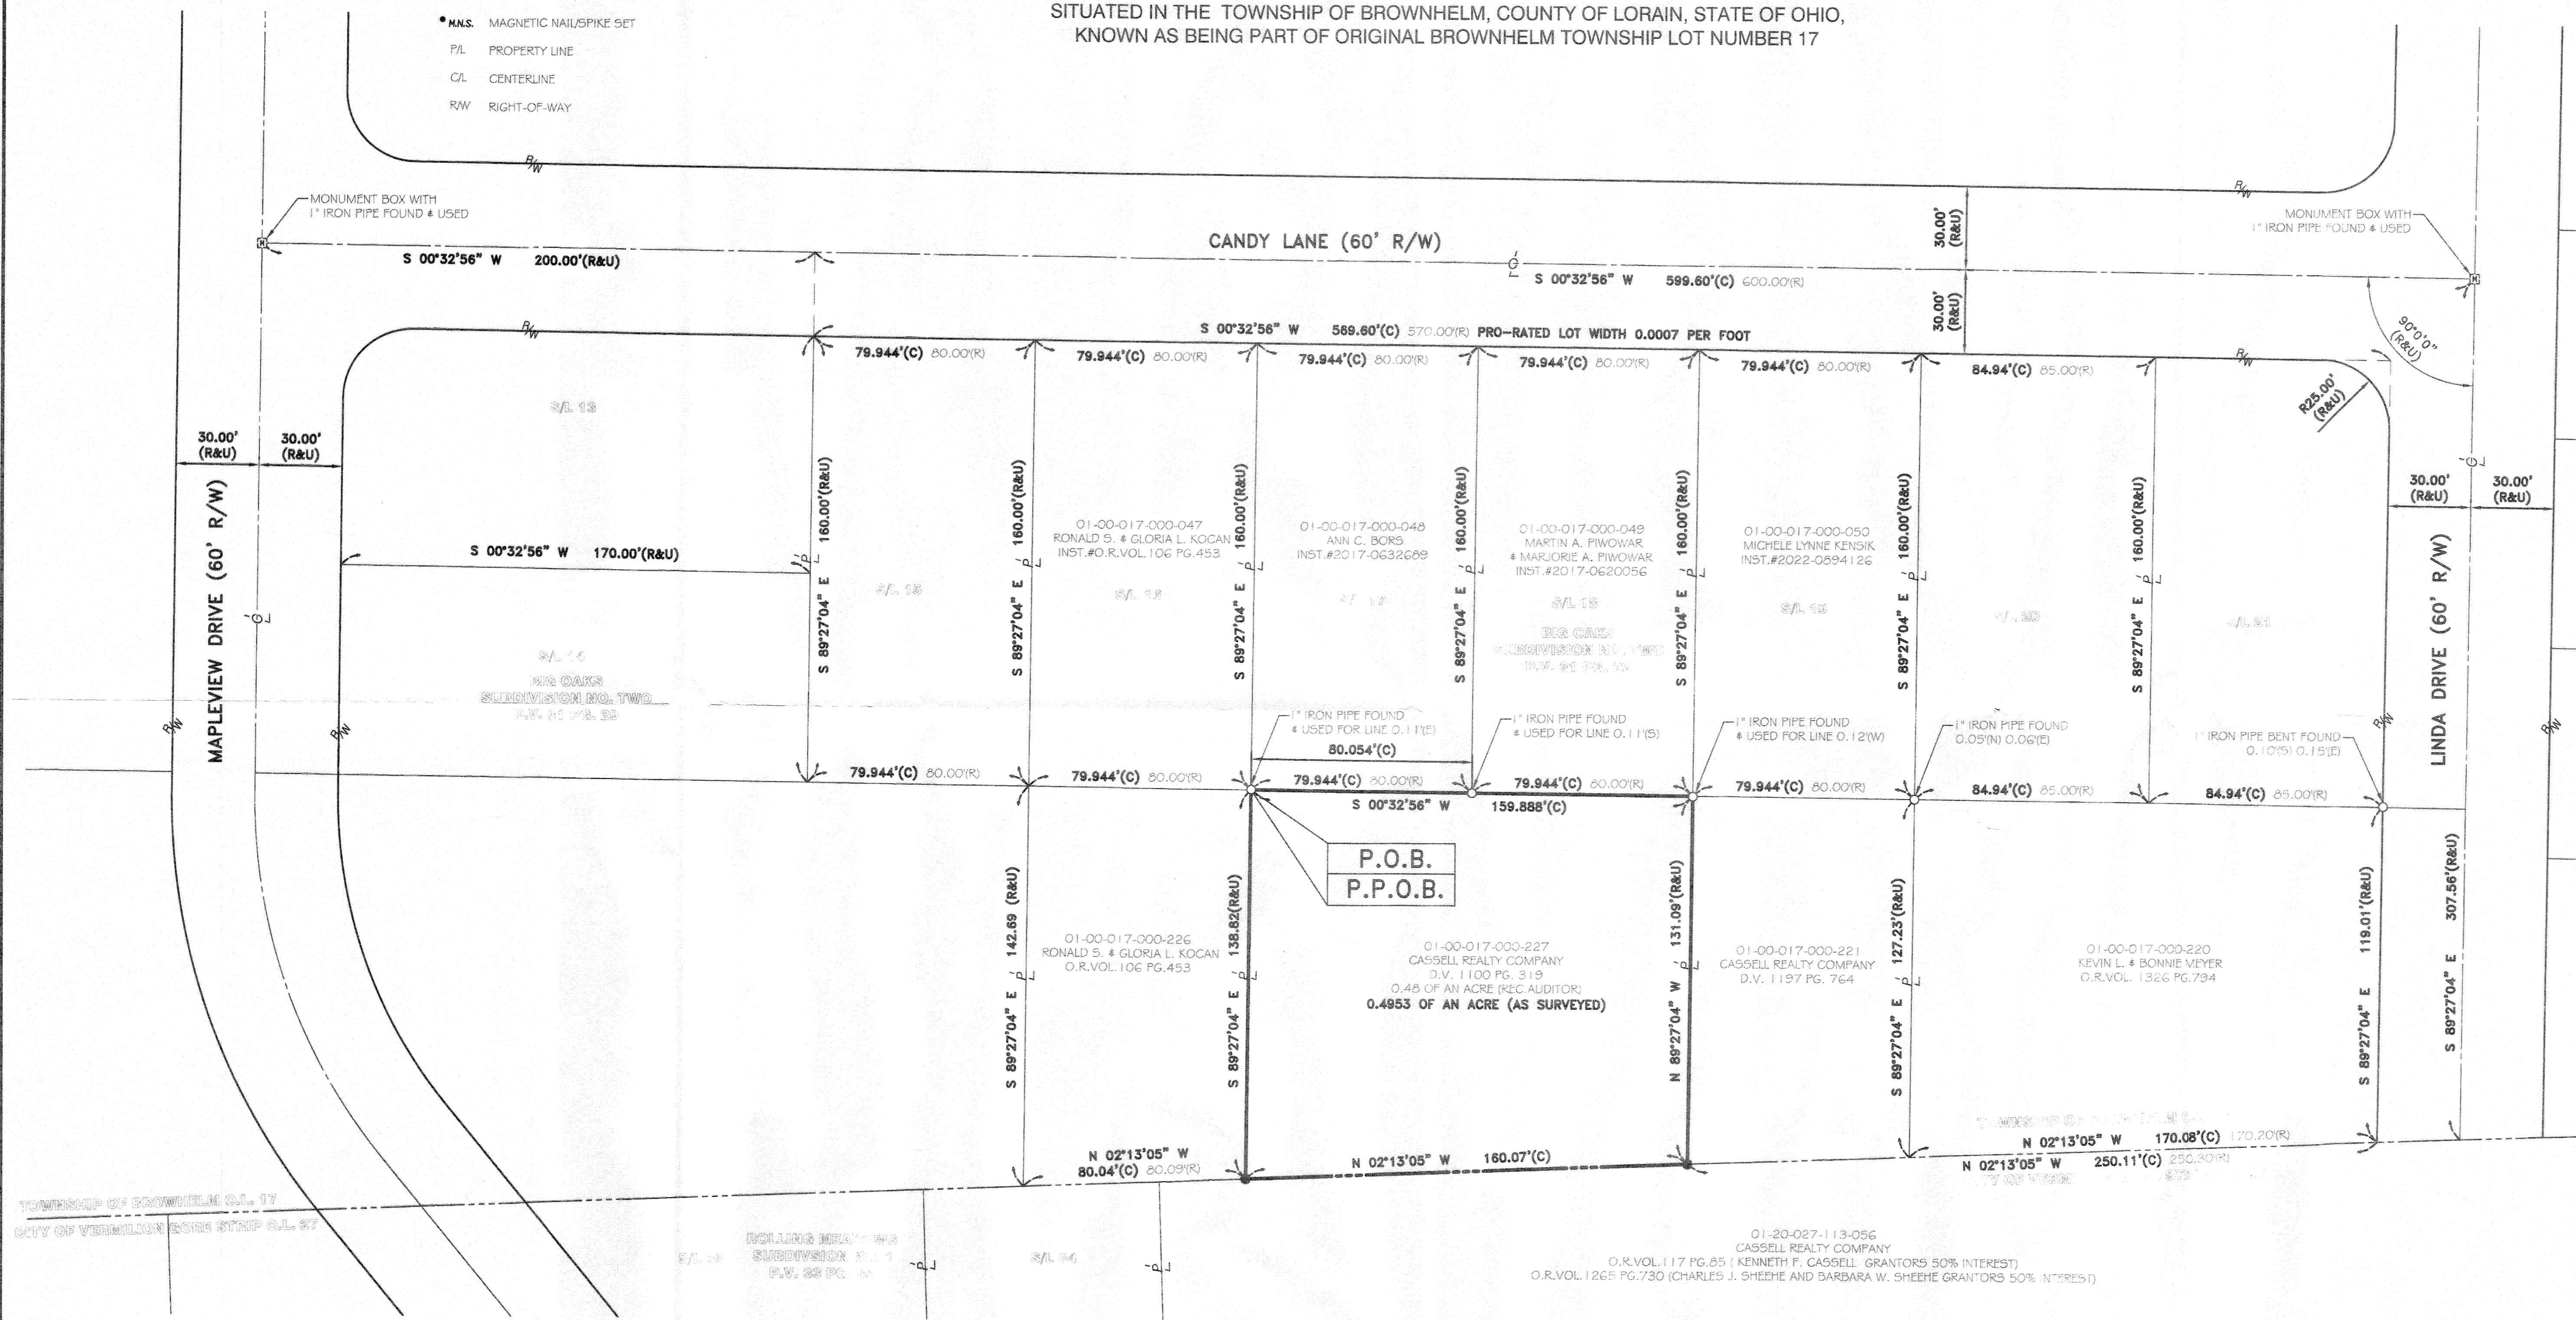 SITUATED IN THE TOWNSHIP OF BROWNHELM, COUNTY OF LORAIN, STATE OF OHIO,
KNOWN AS BEING PART OF ORIGINAL BROWNHELM TOWNSHIP LOT NUMBER 17
M.N.S. MAGNETIC NAIL/SPIKE SET
P/L PROPERTY LINE
C/L CENTERLINE
R/W RIGHT-OF-WAY
R/W
R/W
MONUMENT BOX WITH
1" IRON PIPE FOUND & USED
MONUMENT BOX WITH
1" IRON PIPE FOUND & USED
M
M
CANDY LANE (60' R/W)
30.00'
(R&U)
S 00°32'56" W 200.00'(R&U)
S 00°32'56" W 599.60'(C) 600.00'(R)
30.00'
(R&U)
R/W
S 00°32'56" W 569.60'(C) 570.00'(R) PRO-RATED LOT WIDTH 0.0007 PER FOOT
R/W
90°0'0"
(R&U)
79.944'(C) 80.00'(R)
79.944'(C) 80.00'(R)
79.944'(C) 80.00'(R)
79.944'(C) 80.00'(R)
79.944'(C) 80.00'(R)
84.94'(C) 85.00'(R)
R25.00'
(R&U)
S/L 13
30.00'
(R&U)
30.00'
(R&U)
30.00'
(R&U)
30.00'
(R&U)
MAPLEVIEW DRIVE (60' R/W)
S 00°32'56" W 170.00'(R&U)
S 89°27'04" E 160.00'(R&U)
S 89°27'04" E 160.00'(R&U)
S 89°27'04" E 160.00'(R&U)
S 89°27'04" E 160.00'(R&U)
S 89°27'04" E 160.00'(R&U)
S 89°27'04" E 160.00'(R&U)
S 89°27'04" E 160.00'(R&U)
LINDA DRIVE (60' R/W)
01-00-017-000-047
RONALD S. & GLORIA L. KOCAN
INST.#O.R.VOL.106 PG.453
01-00-017-000-048
ANN C. BORS
INST.#2017-0632689
01-00-017-000-049
MARTIN A. PIWOWAR
& MARJORIE A. PIWOWAR
INST.#2017-0620056
01-00-017-000-050
MICHELE LYNNE KENSIK
INST.#2022-0894126
S/L 15
S/L 18
S/L 19
BIG OAKS
SUBDIVISION NO. TWO
BIG OAKS
SUBDIVISION NO. TWO
R/W
R/W
R/W
R/W
1" IRON PIPE FOUND
& USED FOR LINE 0.11'(E)
1" IRON PIPE FOUND
& USED FOR LINE 0.11'(S)
1" IRON PIPE FOUND
& USED FOR LINE 0.12'(W)
1" IRON PIPE FOUND
0.05'(N) 0.06'(E)
1" IRON PIPE BENT FOUND
0.10'(S) 0.15'(E)
80.054'(C)
79.944'(C) 80.00'(R)
79.944'(C) 80.00'(R)
79.944'(C) 80.00'(R)
79.944'(C) 80.00'(R)
79.944'(C) 80.00'(R)
84.94'(C) 85.00'(R)
84.94'(C) 85.00'(R)
S 00°32'56" W 159.888'(C)
P.O.B.
P.P.O.B.
S 89°27'04" E 142.69 (R&U)
S 89°27'04" E 138.82(R&U)
N 89°27'04" W 131.09'(R&U)
S 89°27'04" E 127.23'(R&U)
S 89°27'04" E 119.01'(R&U)
S 89°27'04" E 307.56'(R&U)
01-00-017-000-226
RONALD S. & GLORIA L. KOCAN
O.R.VOL.106 PG.453
01-00-017-000-227
CASSELL REALTY COMPANY
D.V. 1100 PG. 319
0.48 OF AN ACRE (REC.AUDITOR)
0.4953 OF AN ACRE (AS SURVEYED)
01-00-017-000-221
CASSELL REALTY COMPANY
D.V. 1197 PG. 764
01-00-017-000-220
KEVIN L. & BONNIE MEYER
O.R.VOL. 1326 PG.794
N 02°13'05" W
80.04'(C) 80.09'(R)
N 02°13'05" W 160.07'(C)
N 02°13'05" W 170.08'(C) 170.20'(R)
N 02°13'05" W 250.11'(C) 250.30'(R)
TOWNSHIP OF BROWHELM O.L. 17
CITY OF VERMILION GORE STRIP O.L. 27
ROLLING
SUBDIVSION
P.V. 33
01-20-027-113-056
CASSELL REALTY COMPANY
O.R.VOL.117 PG.85 ( KENNETH F. CASSELL GRANTORS 50% INTEREST)
O.R.VOL.1265 PG.730 (CHARLES J. SHEEHE AND BARBARA W. SHEEHE GRANTORS 50% INTEREST)